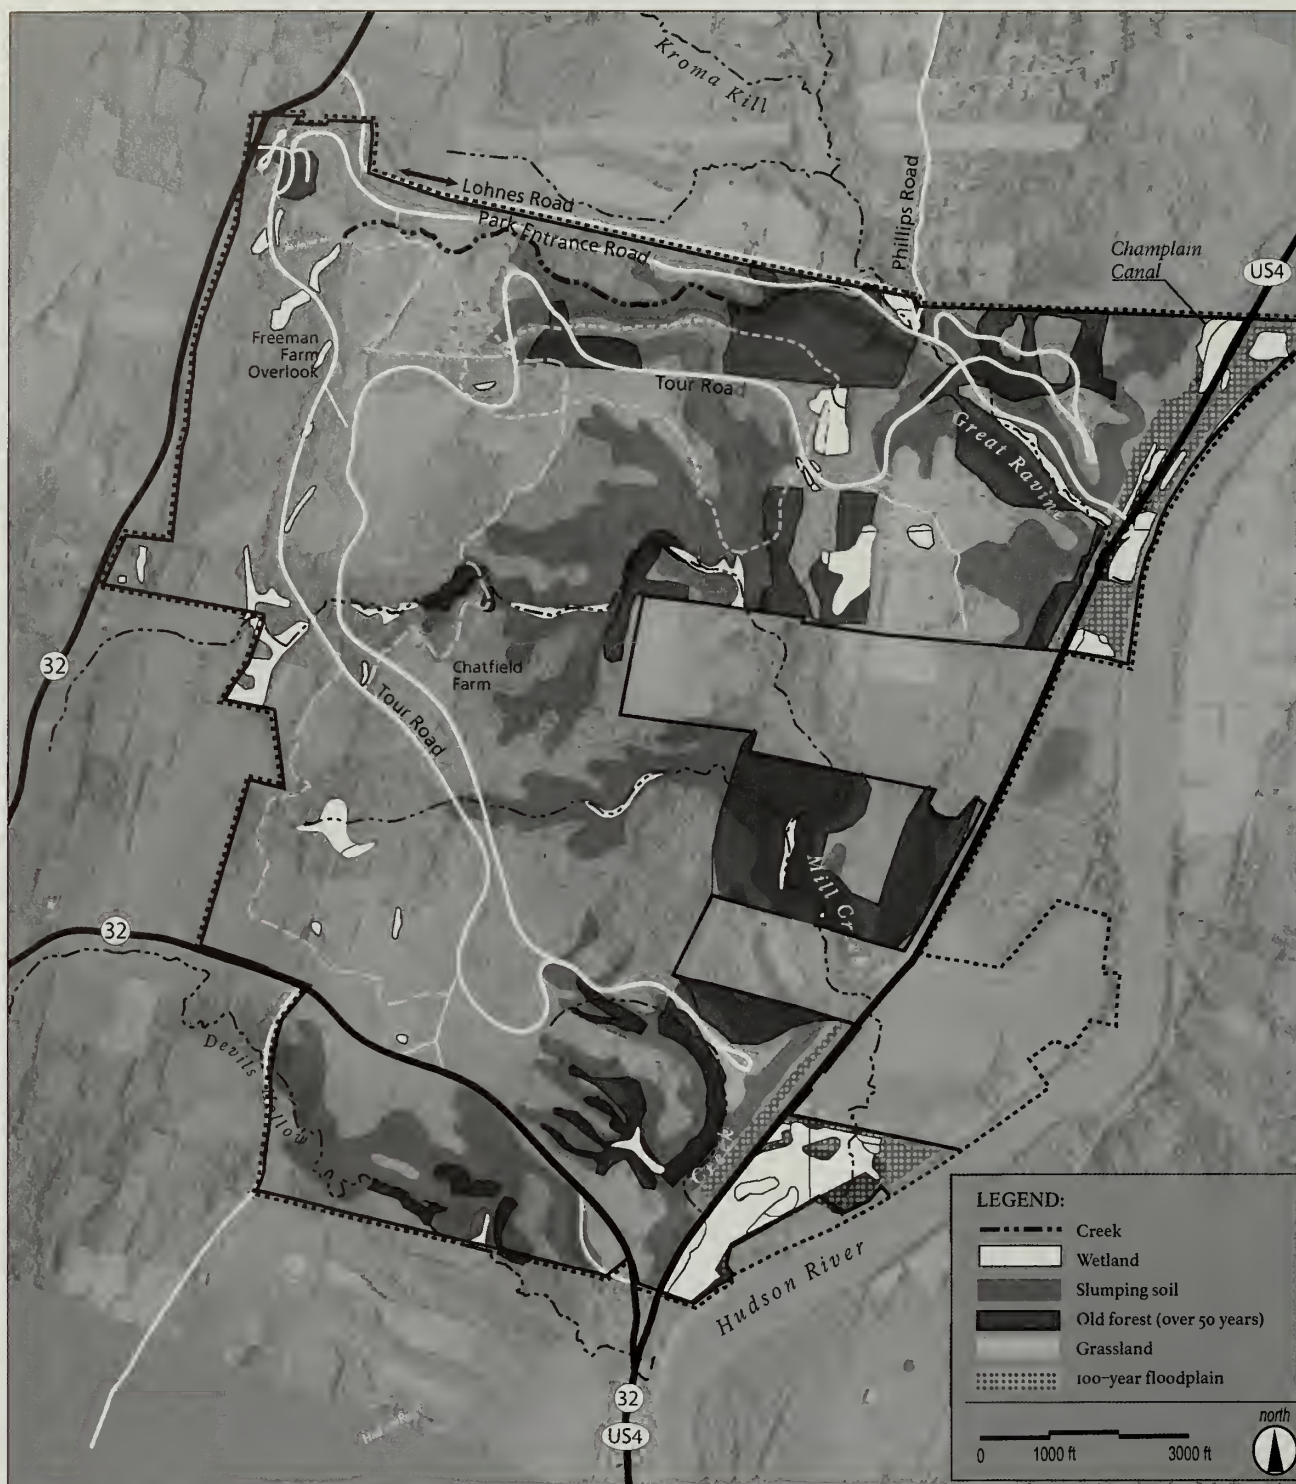 Kroma Kill
Phillips Road
Lohnes Road
Park Entrance Road
Champlain
Canal
US4
Freeman
Farm
Overlook
Tour Road
Great Ravine
32
Chatfield
Farm
Tour Road
Mill Creek
32
Devils Hollow
Creek
Hudson River
LEGEND:
Creek
Wetland
Slumping soil
Old forest (over 50 years)
Grassland
100-year floodplain
0 1000 ft 3000 ft
north
32
US4